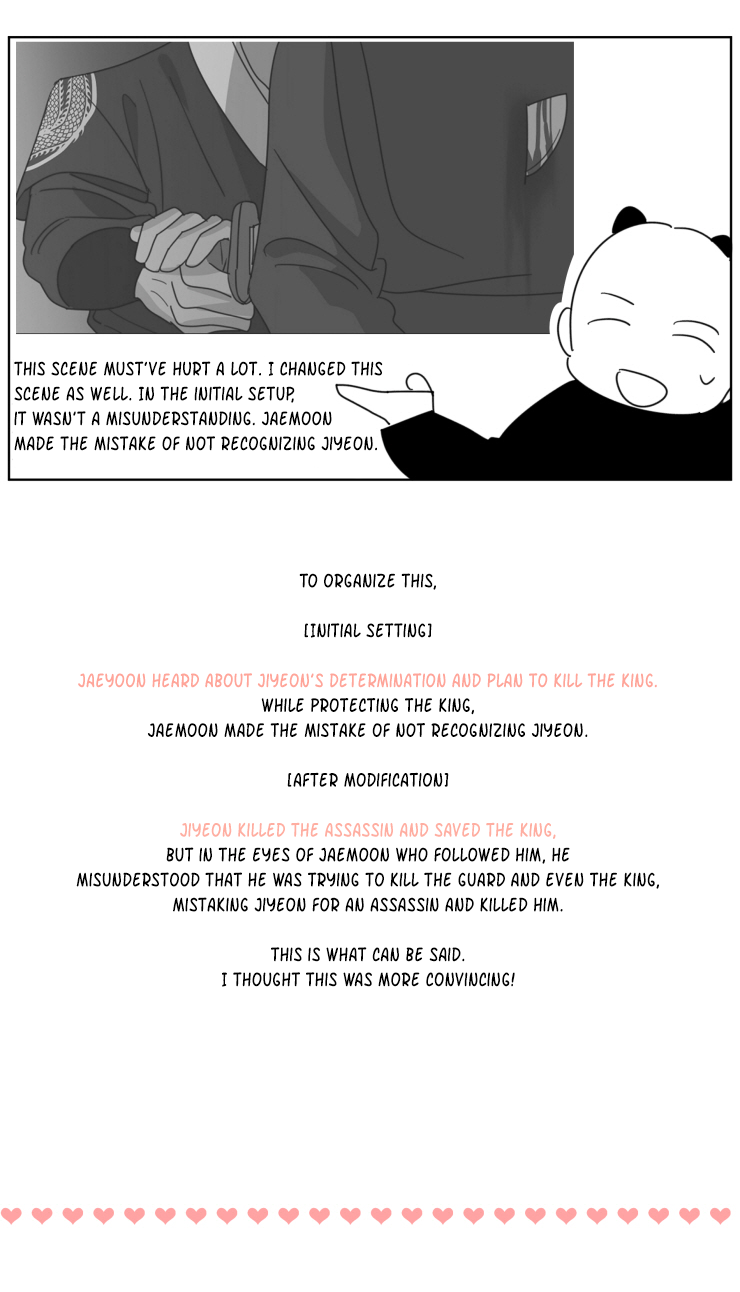 THIS SCENE MUST'VE HURT A LOT. I CHANGED THIS
SCENE AS WELL. IN THE INITIAL SETUP,
IT WASN'T A MISUNDERSTANDING. JAEMOON
MADE THE MISTAKE OF NOT RECOGNIZING JIYEON.
TO ORGANIZE THIS,
[INITIAL SETTING]
JAEYOON HEARD ABOUT JIYEON'S DETERMINATION AND PLAN TO KILL THE KING.
WHILE PROTECTING THE KING,
JAEMOON MADE THE MISTAKE OF NOT RECOGNIZING JIYEON.
[AFTER MODIFICATION]
JIYEON KILLED THE ASSASSIN AND SAVED THE KING,
BUT IN THE EYES OF JAEMOON WHO FOLLOWED HIM, HE
MISUNDERSTOOD THAT HE WAS TRYING TO KILL THE GUARD AND EVEN THE KING,
MISTAKING JIYEON FOR AN ASSASSIN AND KILLED HIM.
THIS IS WHAT CAN BE SAID.
I THOUGHT THIS WAS MORE CONVINCING!